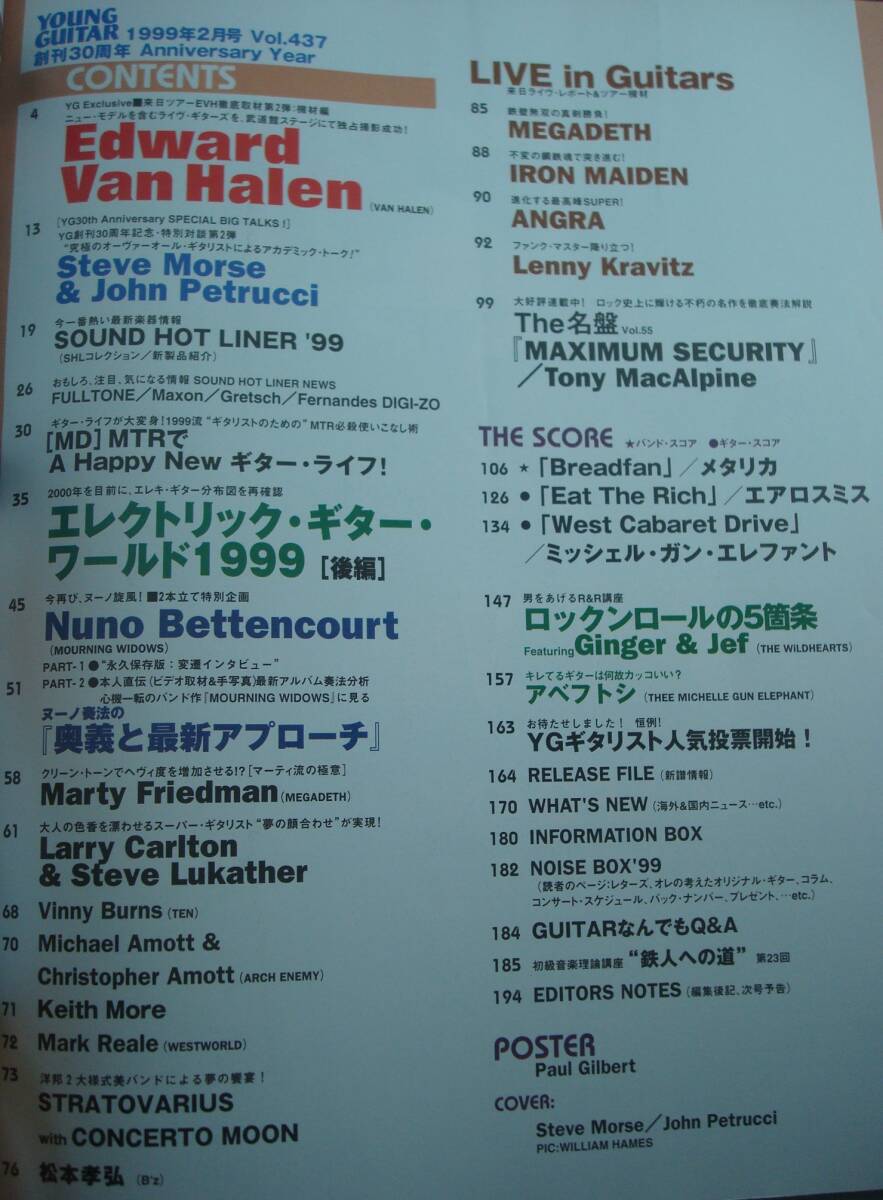 YOUNG GUITAR 1999年2月号 Vol.437
創刊30周年 Anniversary Year
CONTENTS
4 YG Exclusive■来日ツアーEVH徹底取材第2弾:機材編
ニュー・モデルを含むライヴ・ギターズを、武道館ステージにて独占撮影成功!
Edward
Van Halen (VAN HALEN)
[YG30th Anniversary SPECIAL BIG TALKS!]
13 YG創刊30周年記念・特別対談第2弾
“究極のオーヴァーオール・ギタリストによるアカデミック・トーク!”
Steve Morse
& John Petrucci
19 今一番熱い最新楽器情報
SOUND HOT LINER '99
(SHLコレクション/新製品紹介)
26 おもしろ、注目、気になる情報 SOUND HOT LINER NEWS
FULLTONE/Maxon/Gretsch/Fernandes DIGI-ZO
30 ギター・ライフが大変身!1999流“ギタリストのための”MTR必殺使いこなし術
[MD] MTRで
A Happy New ギター・ライフ!
35 2000年を目前に、エレキ・ギター分布図を再確認
エレクトリック・ギター・
ワールド1999 [後編]
45 今再び、ヌーノ旋風!■2本立て特別企画
Nuno Bettencourt
(MOURNING WIDOWS)
PART-1●“永久保存版:変遷インタビュー”
51 PART-2●本人直伝(ビデオ取材&手写真)最新アルバム奏法分析
心機一転のバンド作『MOURNING WIDOWS』に見る
ヌーノ奏法の
『奥義と最新アプローチ』
58 クリーン・トーンでヘヴィ度を増加させる!?[マーティ流の極意]
Marty Friedman (MEGADETH)
61 大人の色香を漂わせるスーパー・ギタリスト“夢の顔合わせ”が実現!
Larry Carlton
& Steve Lukather
68 Vinny Burns (TEN)
70 Michael Amott &
Christopher Amott (ARCH ENEMY)
71 Keith More
72 Mark Reale (WESTWORLD)
73 洋邦2大様式美バンドによる夢の饗宴!
STRATOVARIUS
with CONCERTO MOON
76 松本孝弘 (B'z)
LIVE in Guitars
来日ライヴ・レポート&ツアー機材
85 鉄壁無双の真剣勝負!
MEGADETH
88 不変の鋼鉄魂で突き進む!
IRON MAIDEN
90 進化する最高峰SUPER!
ANGRA
92 ファンク・マスター降り立つ!
Lenny Kravitz
99 大好評連載中! ロック史上に輝ける不朽の名作を徹底奏法解説
The名盤 Vol.55
『MAXIMUM SECURITY』
/Tony MacAlpine
THE SCORE ★バンド・スコア ●ギター・スコア
106 ★「Breadfan」/メタリカ
126 ●「Eat The Rich」/エアロスミス
134 ●「West Cabaret Drive」
/ミッシェル・ガン・エレファント
147 男をあげるR&R講座
ロックンロールの5箇条
Featuring Ginger & Jef (THE WILDHEARTS)
157 キレてるギターは何故カッコいい?
アベフトシ (THEE MICHELLE GUN ELEPHANT)
163 お待たせしました! 恒例!
YGギタリスト人気投票開始!
164 RELEASE FILE (新譜情報)
170 WHAT'S NEW (海外&国内ニュース…etc.)
180 INFORMATION BOX
182 NOISE BOX'99
(読者のページ:レターズ、オレの考えたオリジナル・ギター、コラム、
コンサート・スケジュール、バック・ナンバー、プレゼント、…etc.)
184 GUITARなんでもQ&A
185 初級音楽理論講座 “鉄人への道” 第23回
194 EDITORS NOTES (編集後記、次号予告)
POSTER
Paul Gilbert
COVER:
Steve Morse/John Petrucci
PIC:WILLIAM HAMES